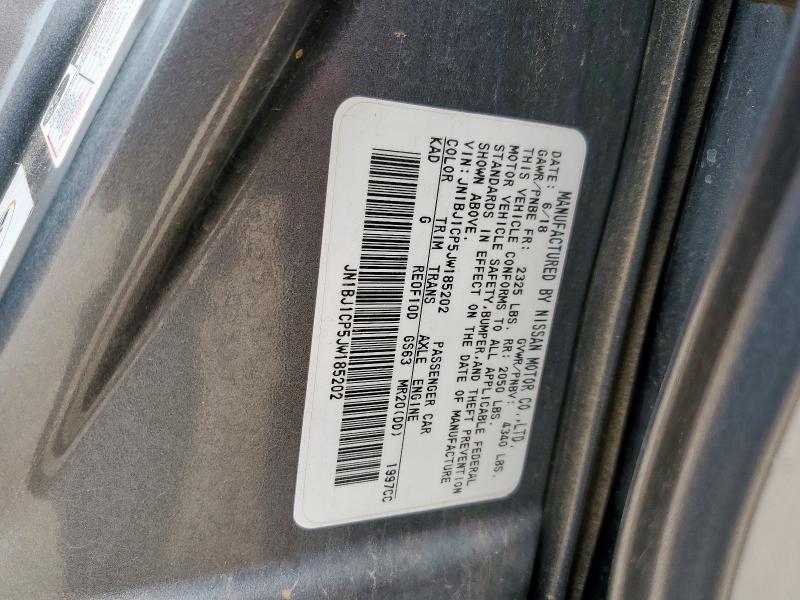 MANUFACTURED BY NISSAN MOTOR CO.,LTD.
DATE: 6/18 GVWR/PNBV: 4340 LBS.
GAWR/PNBE FR: 2325 LBS. RR: 2050 LBS.
THIS VEHICLE CONFORMS TO ALL APPLICABLE FEDERAL
MOTOR VEHICLE SAFETY,BUMPER,AND THEFT PREVENTION
STANDARDS IN EFFECT ON THE DATE OF MANUFACTURE
SHOWN ABOVE.
VIN:JN1BJ1CP5JW185202 PASSENGER CAR
COLOR TRIM TRANS AXLE ENGINE
KAD G RE0F10D GS63 MR20(DD) 1997CC
JN1BJ1CP5JW185202